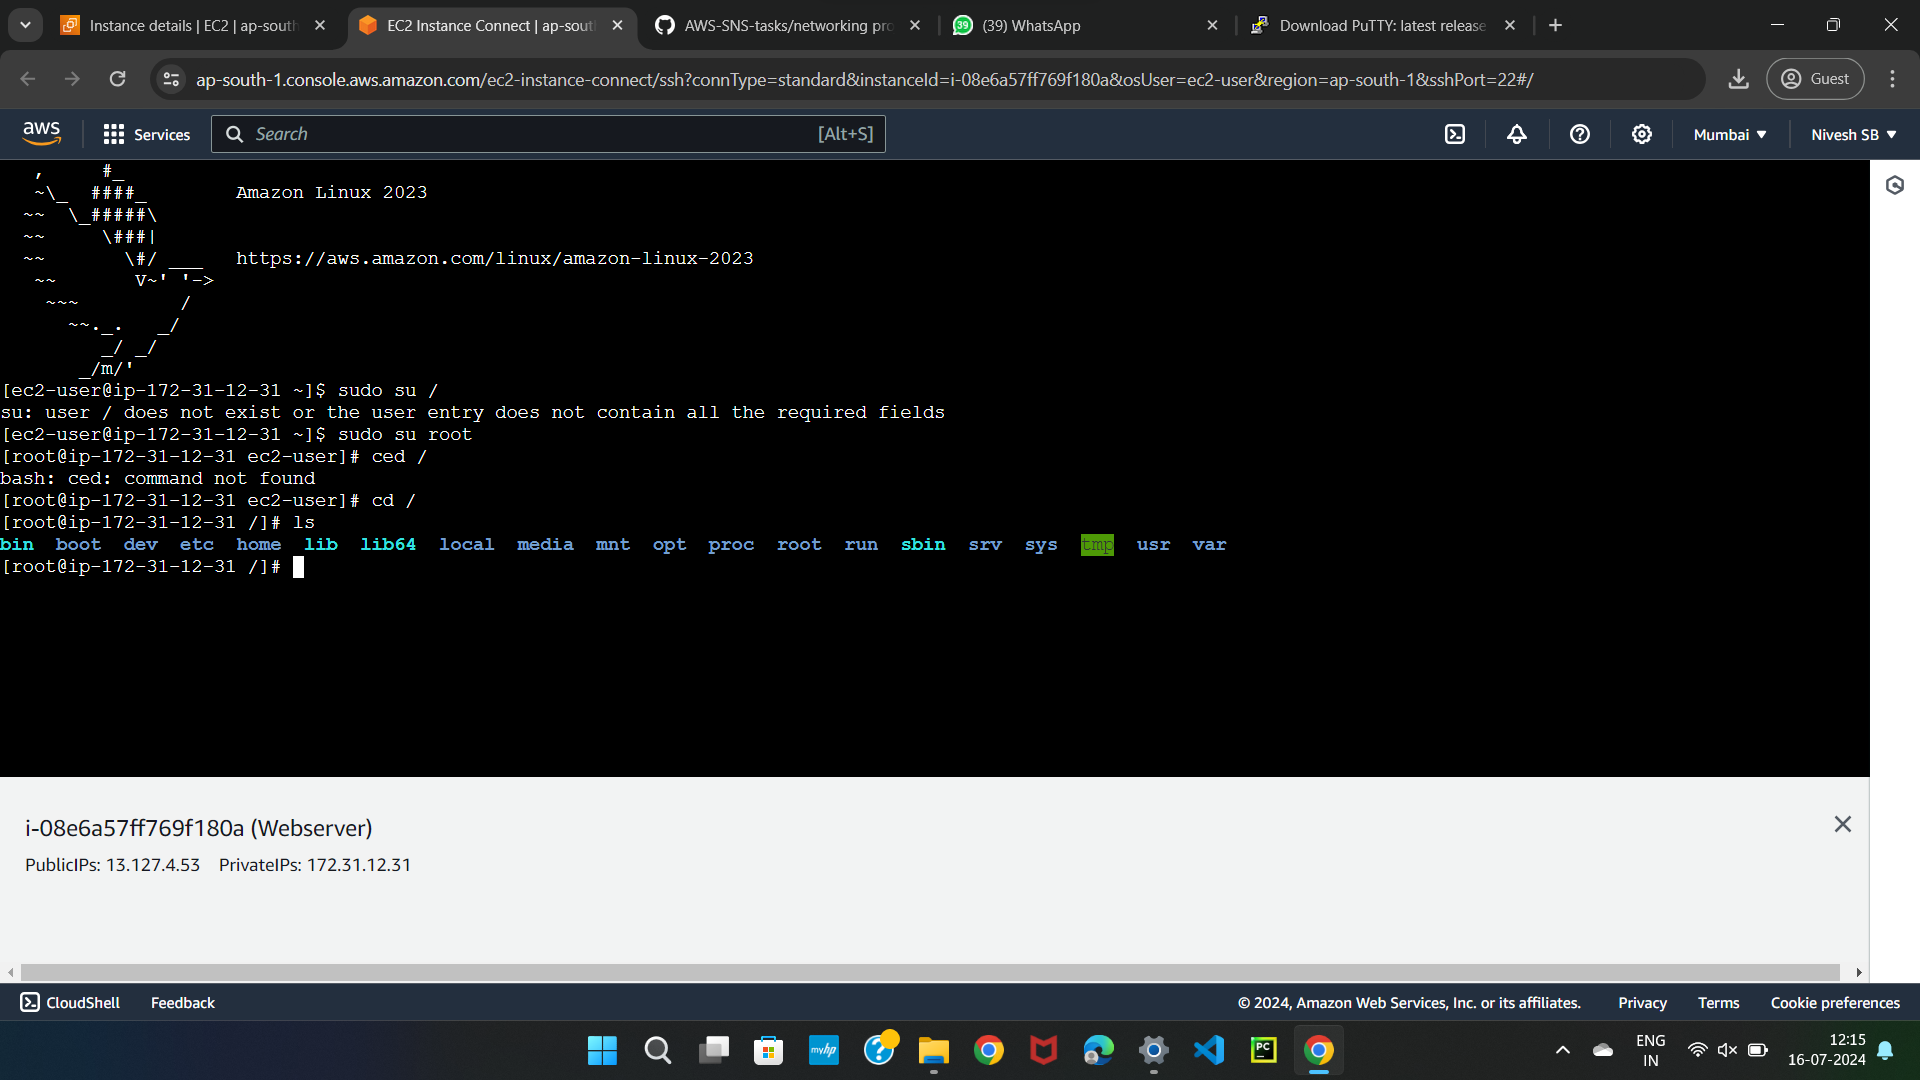 Instance details | EC2 | ap-south
EC2 Instance Connect | ap-sout
AWS-SNS-tasks/networking pro
39
(39) WhatsApp
Download PuTTY: latest release
ap-south-1.console.aws.amazon.com/ec2-instance-connect/ssh?connType=standard&instanceId=i-08e6a57ff769f180a&osUser=ec2-user&region=ap-south-1&sshPort=22#/
Guest
aws
Services
Search
[Alt+S]
Mumbai
Nivesh SB
   ,     #_
   ~\_  ####_        Amazon Linux 2023
  ~~  \_#####\
  ~~     \###|
  ~~       \#/ ___   https://aws.amazon.com/linux/amazon-linux-2023
   ~~       V~' '->
    ~~~         /
      ~~._.   _/
         _/ _/
       _/m/'
[ec2-user@ip-172-31-12-31 ~]$ sudo su /
su: user / does not exist or the user entry does not contain all the required fields
[ec2-user@ip-172-31-12-31 ~]$ sudo su root
[root@ip-172-31-12-31 ec2-user]# ced /
bash: ced: command not found
[root@ip-172-31-12-31 ec2-user]# cd /
[root@ip-172-31-12-31 /]# ls
bin  boot  dev  etc  home  lib  lib64  local  media  mnt  opt  proc  root  run  sbin  srv  sys  tmp  usr  var
[root@ip-172-31-12-31 /]#
i-08e6a57ff769f180a (Webserver)
PublicIPs: 13.127.4.53   PrivateIPs: 172.31.12.31
CloudShell
Feedback
© 2024, Amazon Web Services, Inc. or its affiliates.
Privacy
Terms
Cookie preferences
myhp
PC
ENG
IN
12:15
16-07-2024